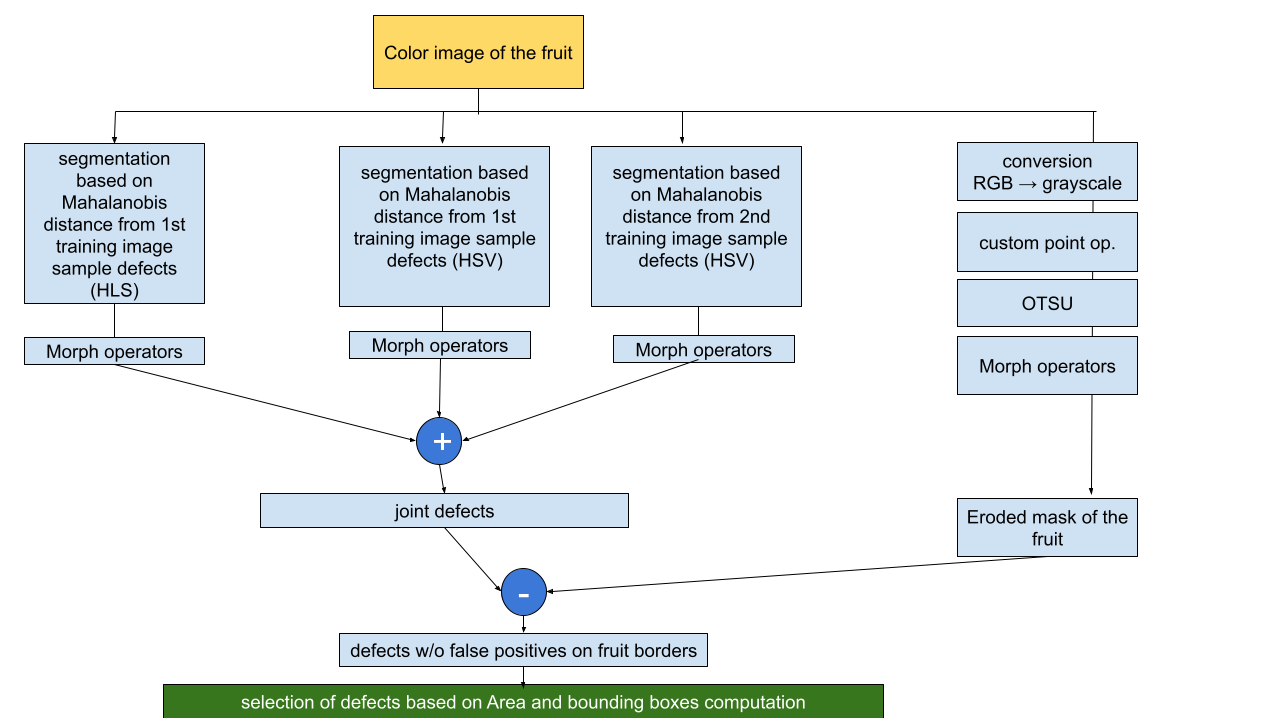 Color image of the fruit
segmentation
based on
Mahalanobis
distance from 1st
training image
sample defects
(HLS)
segmentation based
on Mahalanobis
distance from 1st
training image sample
defects (HSV)
segmentation based
on Mahalanobis
distance from 2nd
training image sample
defects (HSV)
conversion
RGB → grayscale
custom point op.
OTSU
Morph operators
Morph operators
Morph operators
Morph operators
+
joint defects
Eroded mask of the
fruit
-
defects w/o false positives on fruit borders
selection of defects based on Area and bounding boxes computation